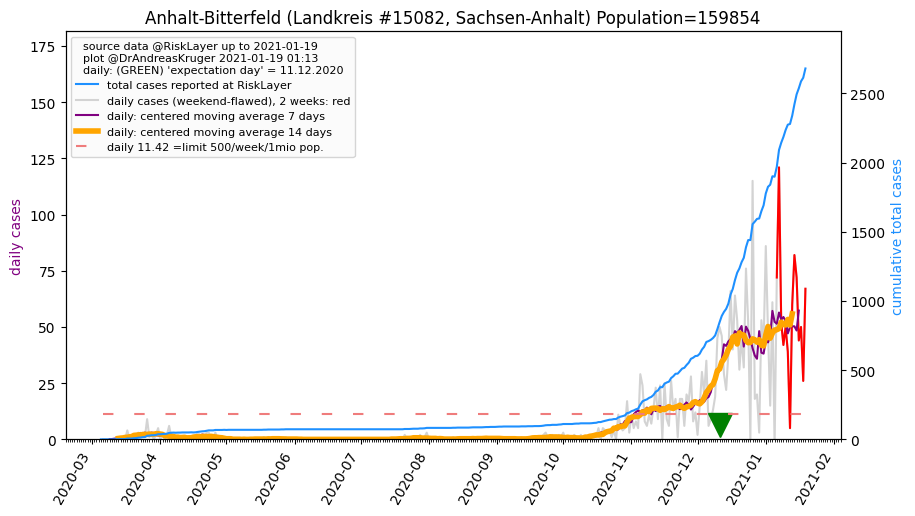 Anhalt-Bitterfeld (Landkreis #15082, Sachsen-Anhalt) Population=159854
source data @RiskLayer up to 2021-01-19
plot @DrAndreasKruger 2021-01-19 01:13
daily: (GREEN) 'expectation day' = 11.12.2020
total cases reported at RiskLayer
daily cases (weekend-flawed), 2 weeks: red
daily: centered moving average 7 days
daily: centered moving average 14 days
daily 11.42 =limit 500/week/1mio pop.
daily cases
175
150
125
100
75
50
25
0
cumulative total cases
2500
2000
1500
1000
500
0
2020-03
2020-04
2020-05
2020-06
2020-07
2020-08
2020-09
2020-10
2020-11
2020-12
2021-01
2021-02